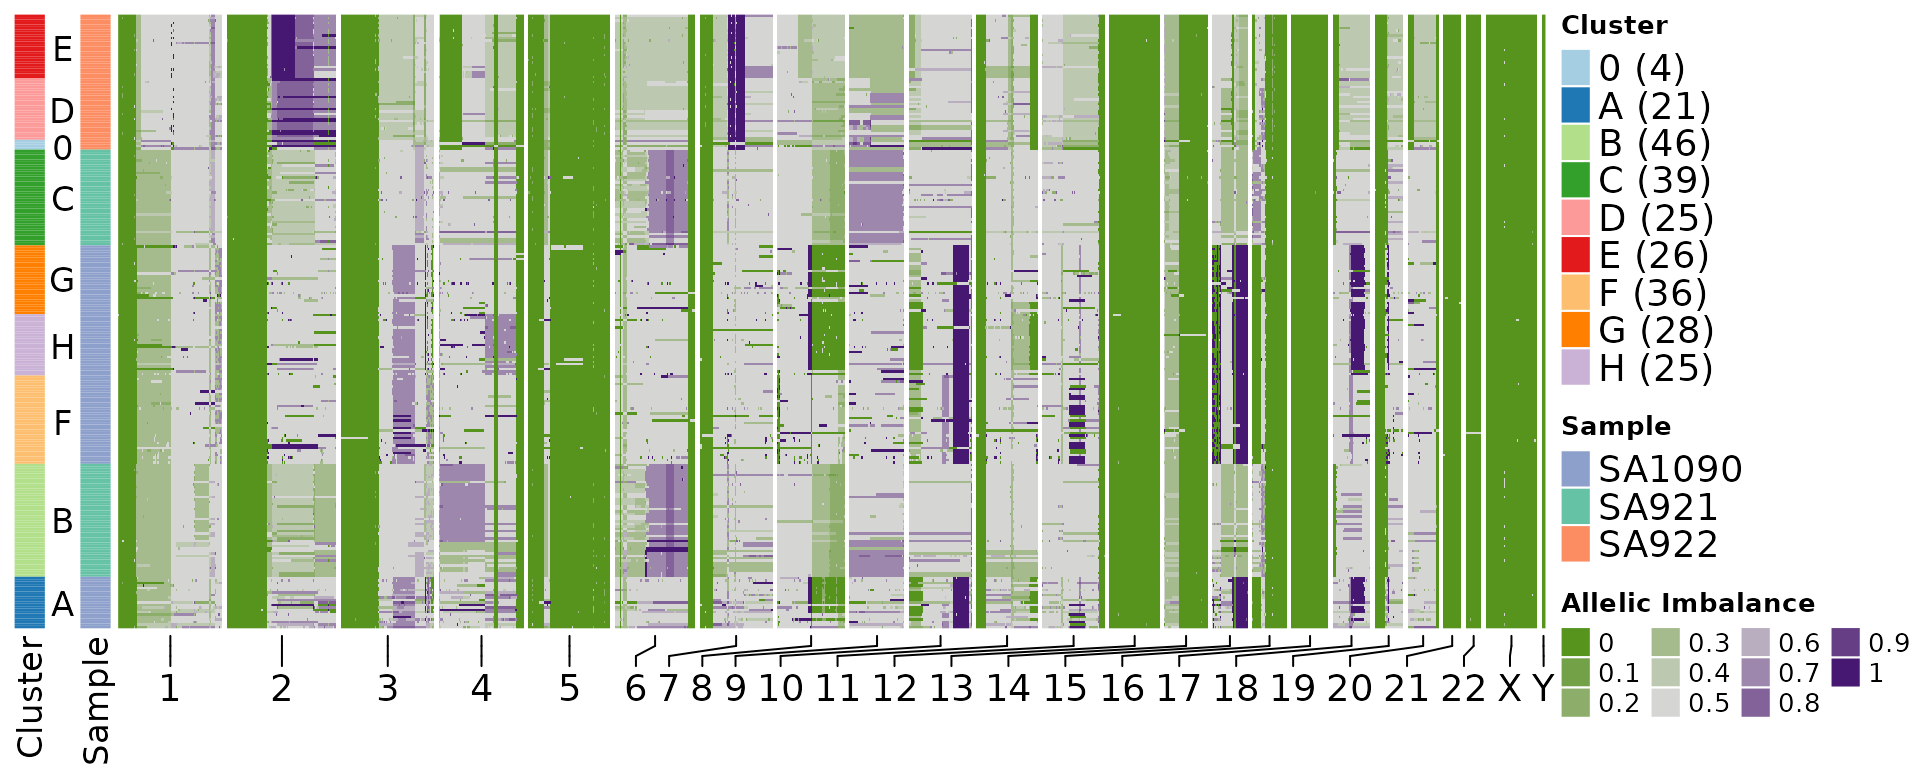 E
D
0
C
G
H
F
B
A
Cluster
Sample
1 2 3 4 5 6 7 8 9 10 11 12 13 14 15 16 17 18 19 20 21 22 X Y
Cluster
0 (4)
A (21)
B (46)
C (39)
D (25)
E (26)
F (36)
G (28)
H (25)
Sample
SA1090
SA921
SA922
Allelic Imbalance
0 0.3 0.6 0.9
0.1 0.4 0.7 1
0.2 0.5 0.8